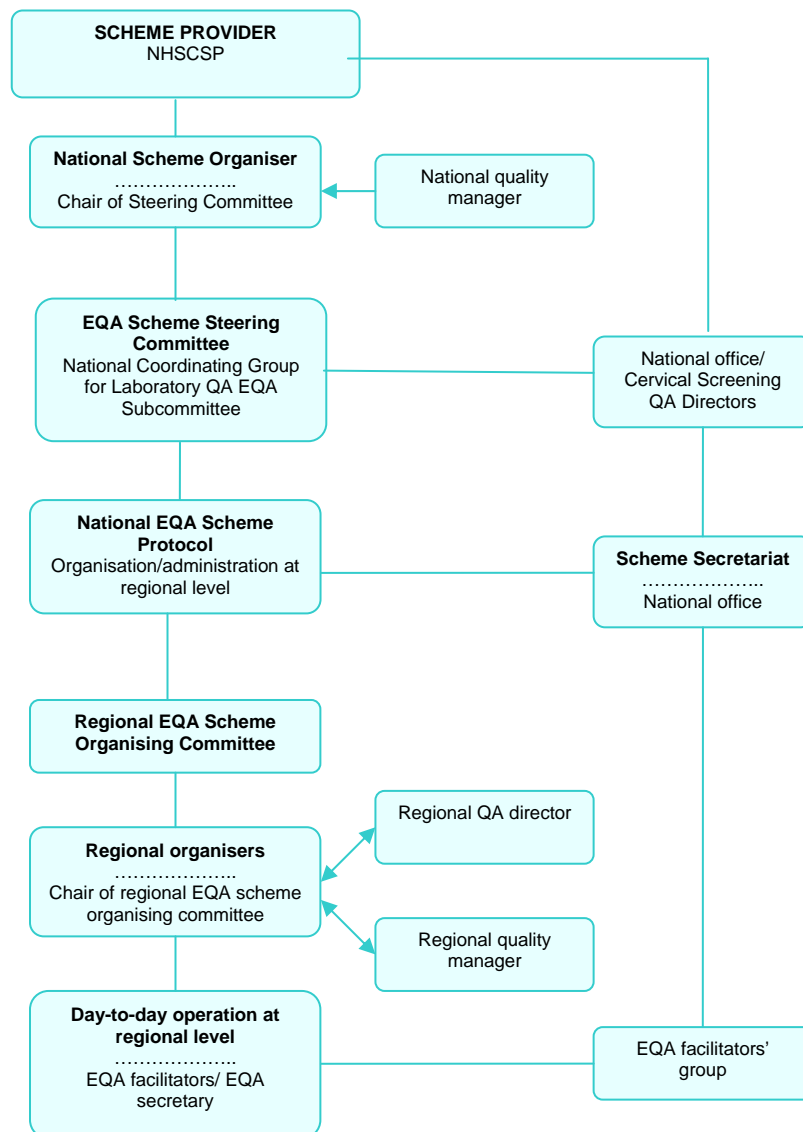 SCHEME PROVIDER
NHSCSP
National Scheme Organiser
…………………..
Chair of Steering Committee
National quality
manager
EQA Scheme Steering
Committee
National Coordinating Group
for Laboratory QA EQA
Subcommittee
National office/
Cervical Screening
QA Directors
National EQA Scheme
Protocol
Organisation/administration at
regional level
Scheme Secretariat
…………………..
National office
Regional EQA Scheme
Organising Committee
Regional organisers
…………………..
Chair of regional EQA scheme
organising committee
Regional QA director
Regional quality
manager
Day-to-day operation at
regional level
…………………..
EQA facilitators/ EQA
secretary
EQA facilitators’
group